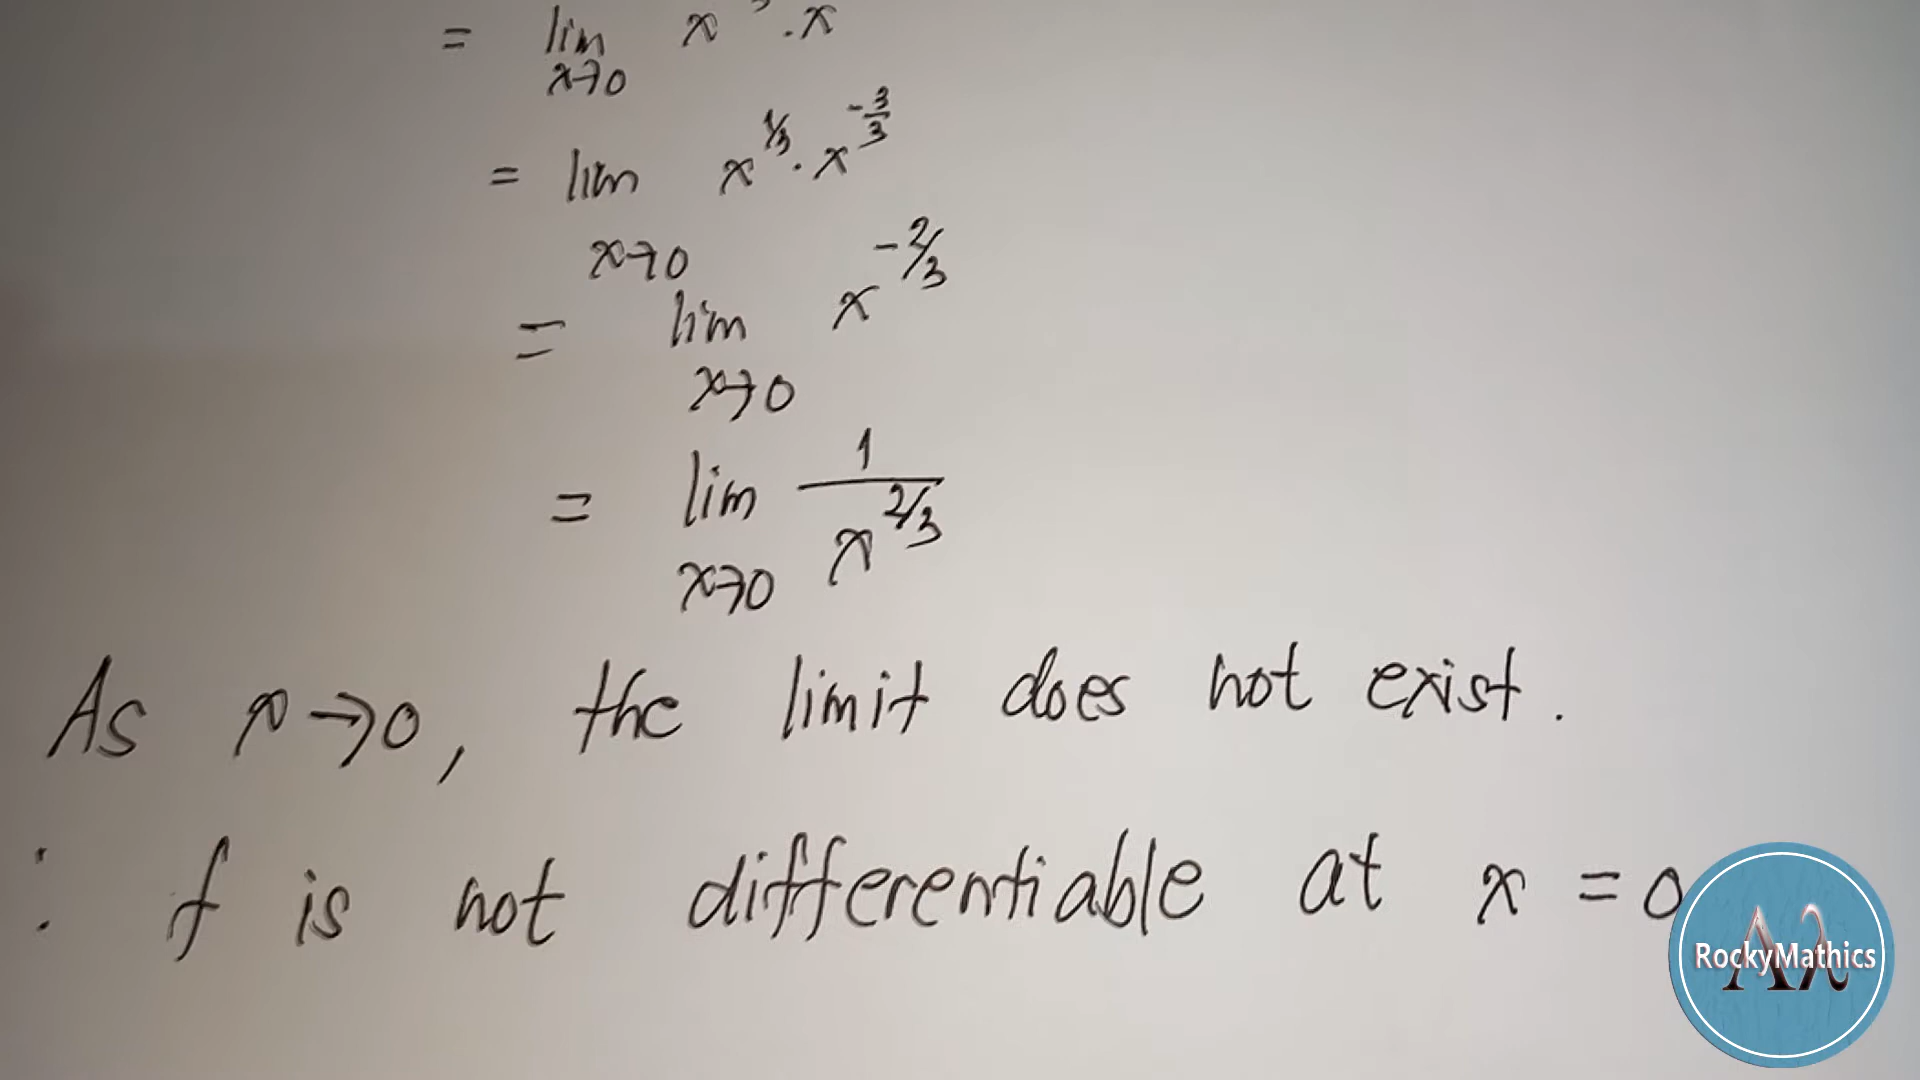 = lim x . x
x→0
= lim x^1/3 . x^-3/3
x→0
= lim x^-2/3
x→0
= lim 1/x^2/3
x→0
As x→0, the limit does not exist.
∴ f is not differentiable at x = 0
RockyMathics